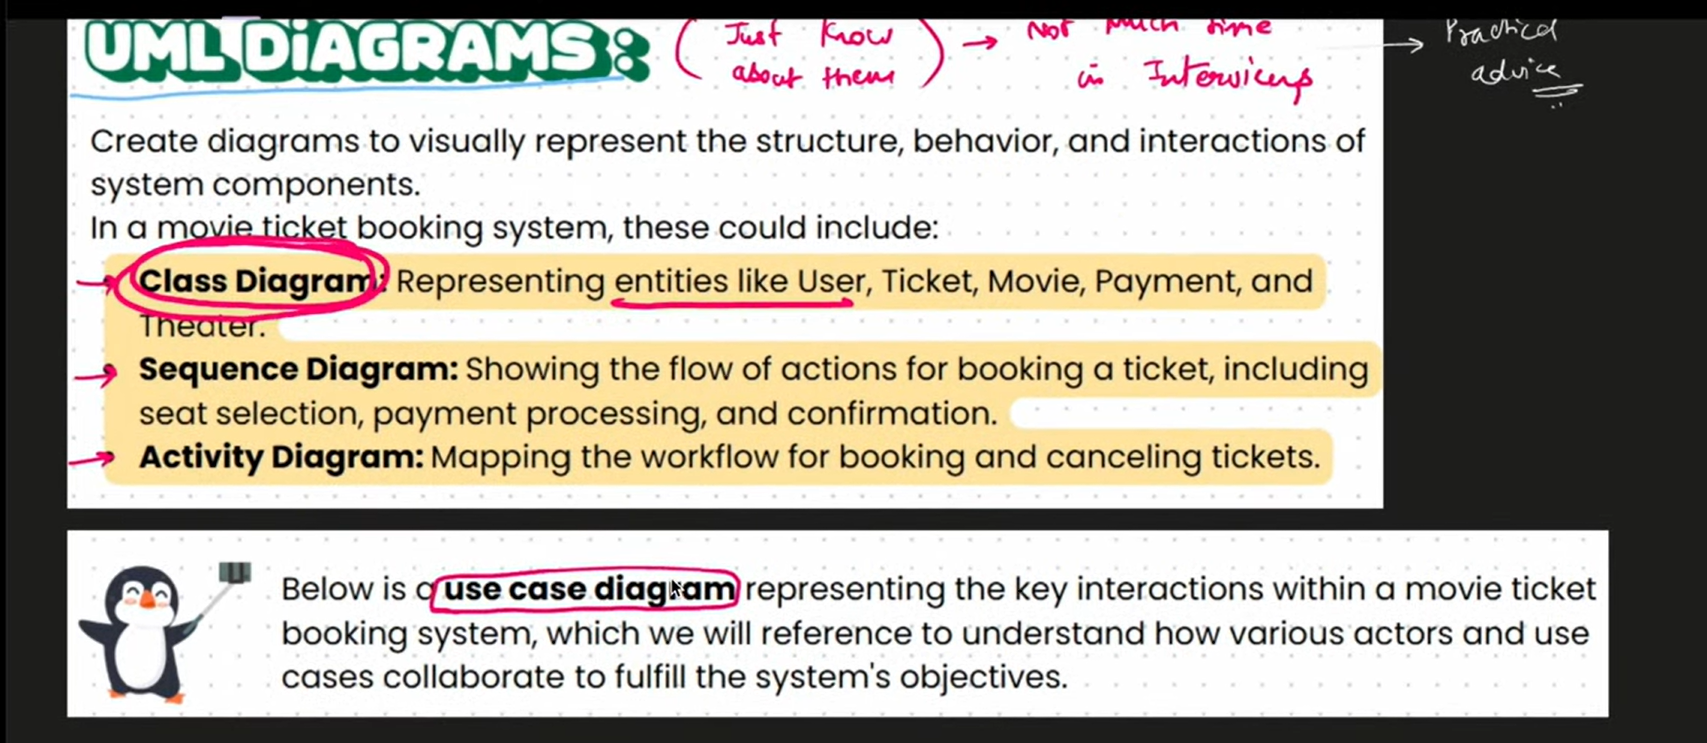 UML DiAGRAMS:
(Just Know about them) → Not Much time in Interviews → Practical advice
Create diagrams to visually represent the structure, behavior, and interactions of
system components.
In a movie ticket booking system, these could include:
Class Diagram: Representing entities like User, Ticket, Movie, Payment, and
Theater.
Sequence Diagram: Showing the flow of actions for booking a ticket, including
seat selection, payment processing, and confirmation.
Activity Diagram: Mapping the workflow for booking and canceling tickets.
Below is a use case diagram representing the key interactions within a movie ticket
booking system, which we will reference to understand how various actors and use
cases collaborate to fulfill the system's objectives.